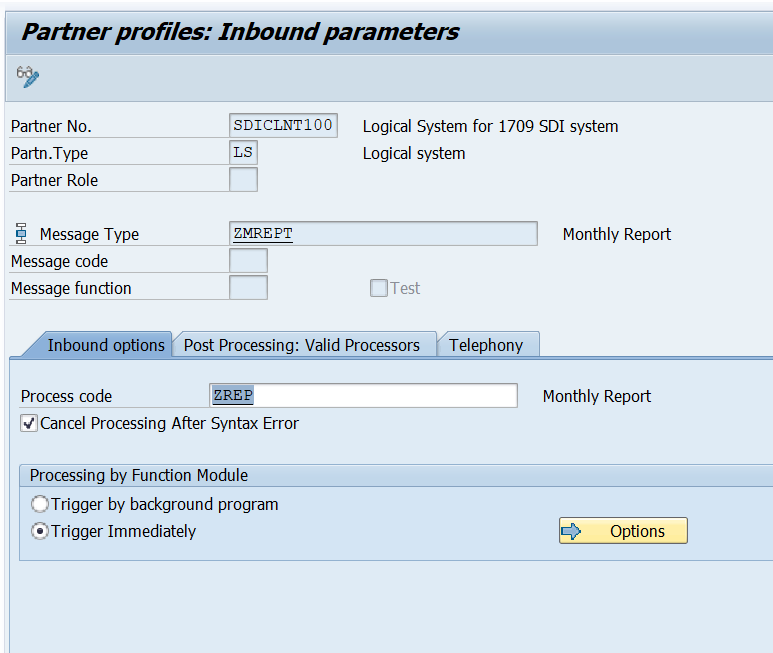 Partner profiles: Inbound parameters
Partner No. SDICLNT100 Logical System for 1709 SDI system
Partn.Type LS Logical system
Partner Role
Message Type ZMREPT Monthly Report
Message code
Message function Test
Inbound options Post Processing: Valid Processors Telephony
Process code ZREP Monthly Report
Cancel Processing After Syntax Error
Processing by Function Module
Trigger by background program
Trigger Immediately Options